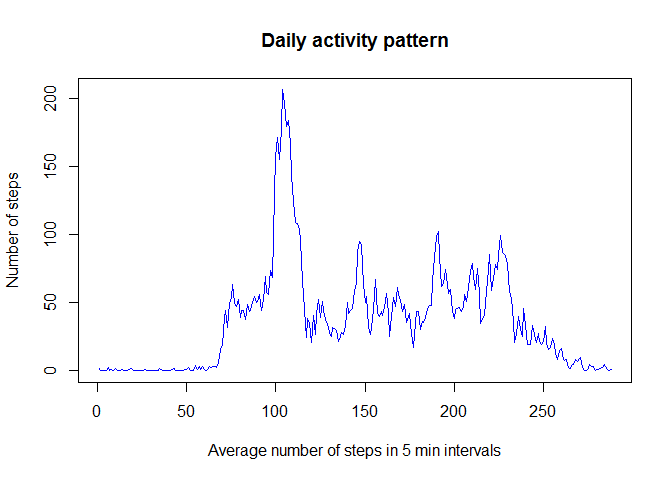 Daily activity pattern
Number of steps
200
150
100
50
0
0 50 100 150 200 250
Average number of steps in 5 min intervals